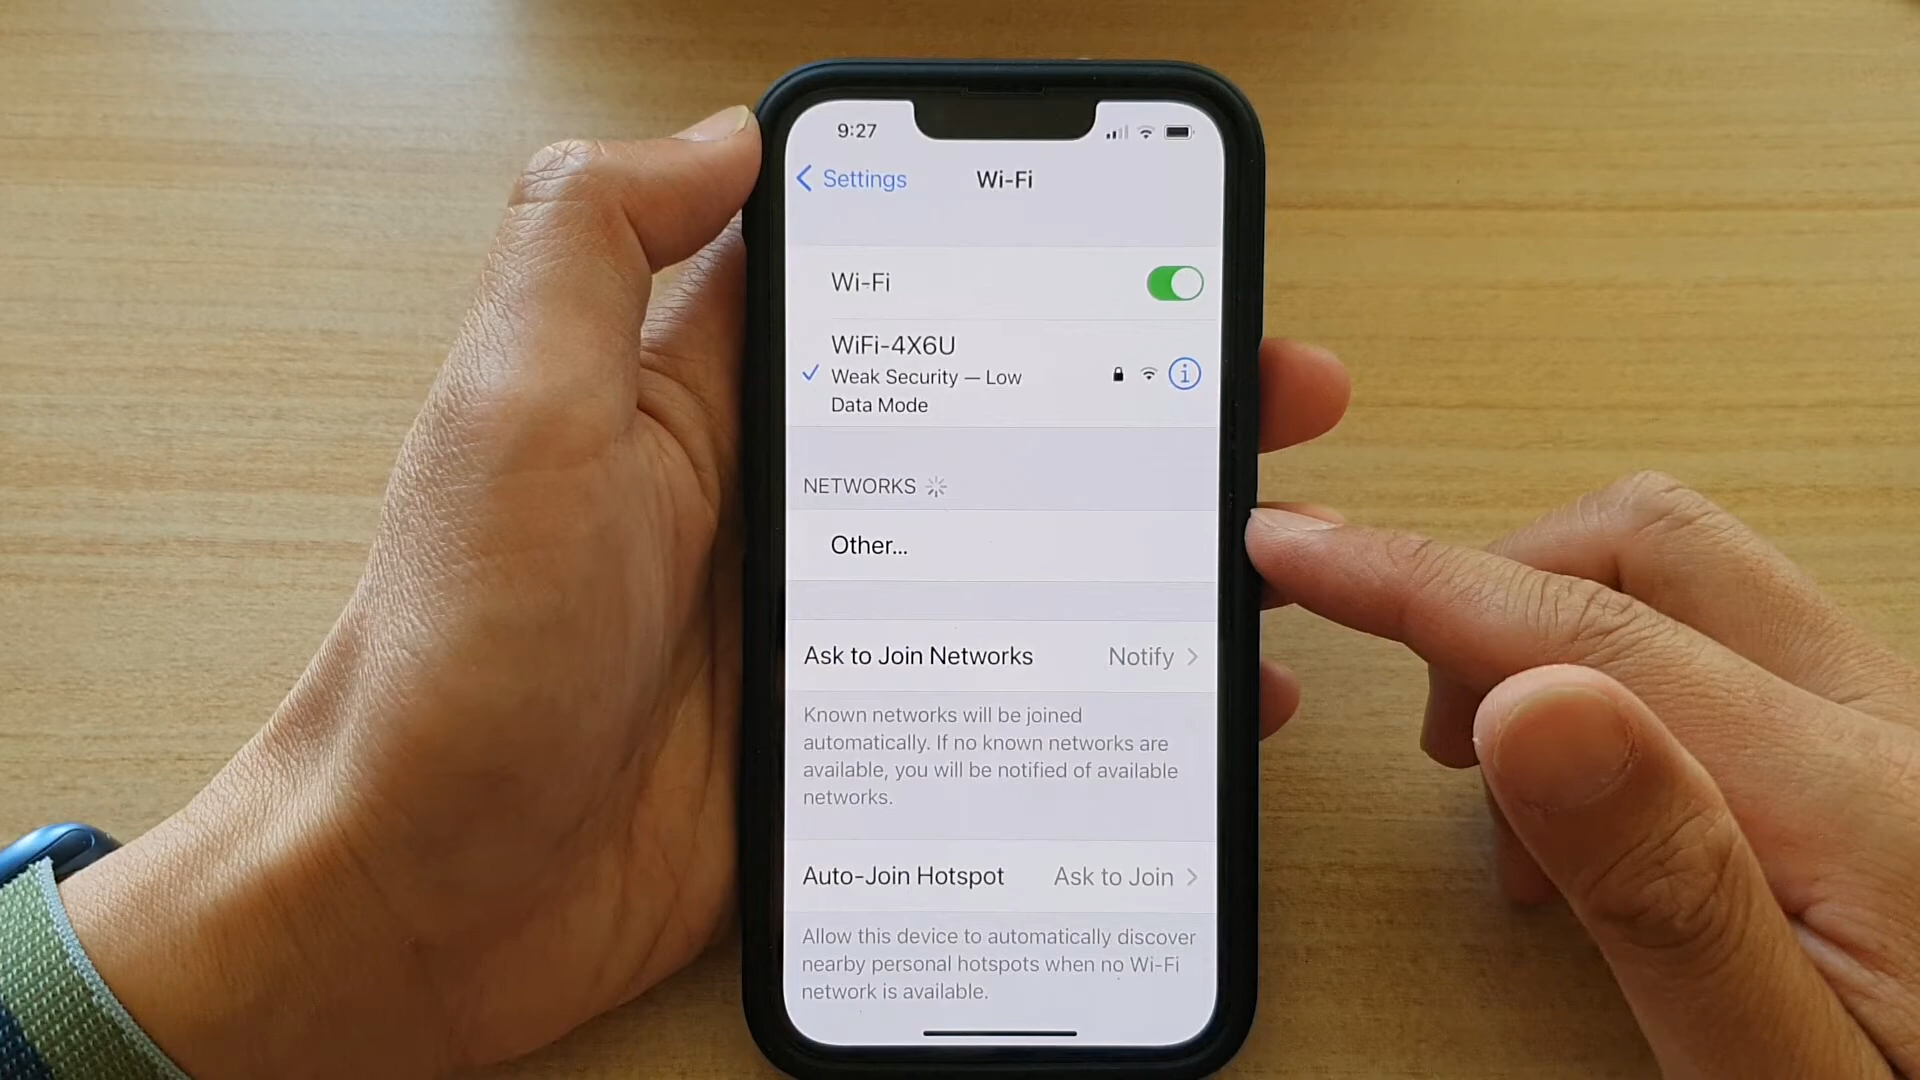 9:27
Settings
Wi-Fi
Wi-Fi
WiFi-4X6U
Weak Security — Low
Data Mode
NETWORKS
Other...
Ask to Join Networks Notify
Known networks will be joined
automatically. If no known networks are
available, you will be notified of available
networks.
Auto-Join Hotspot Ask to Join
Allow this device to automatically discover
nearby personal hotspots when no Wi-Fi
network is available.